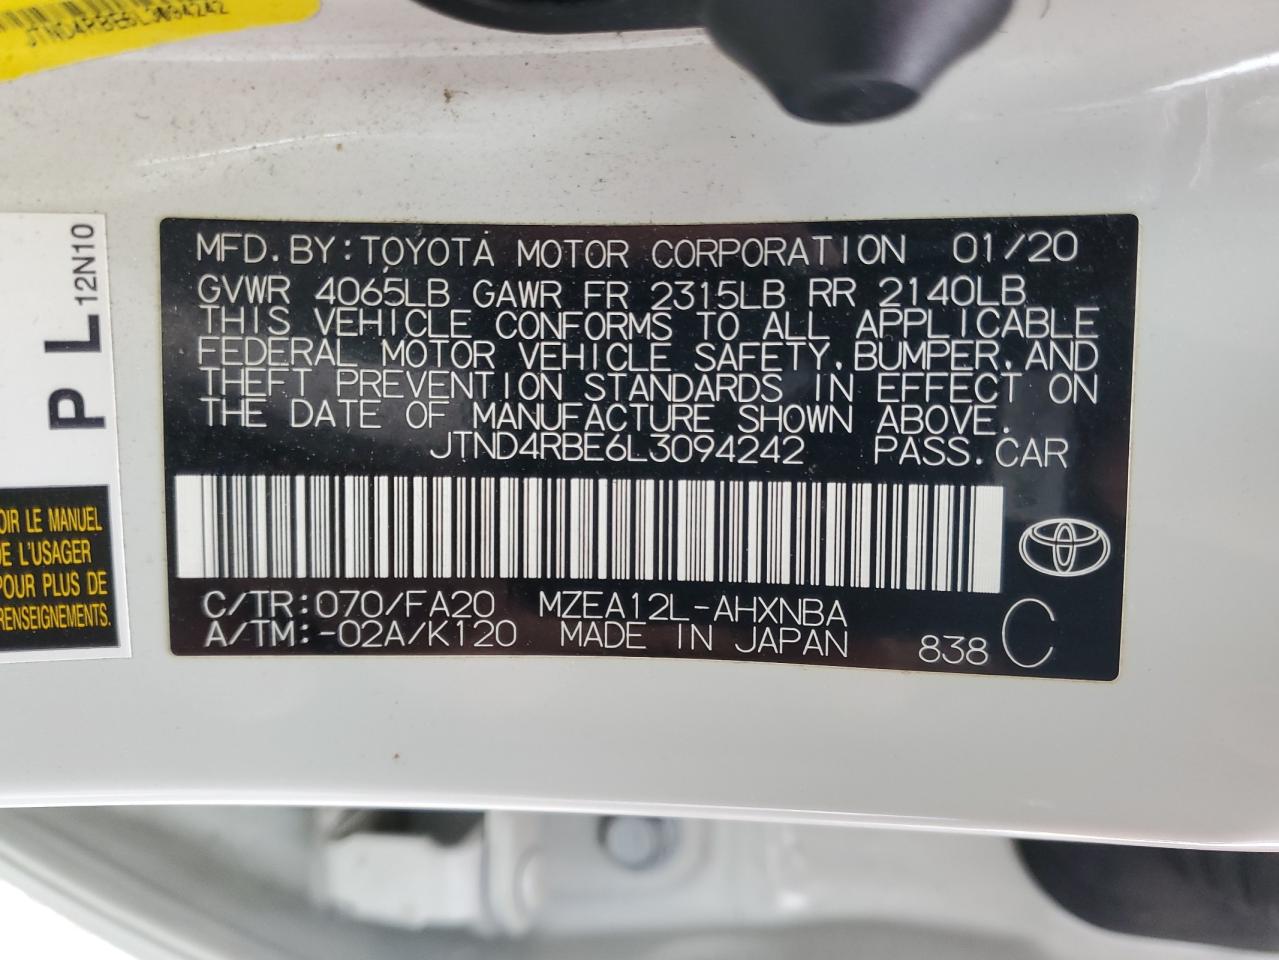 JTND4RBE6L3094242
P L 12N10
MFD.BY:TOYOTA MOTOR CORPORATION 01/20
GVWR 4065LB GAWR FR 2315LB RR 2140LB
THIS VEHICLE CONFORMS TO ALL APPLICABLE
FEDERAL MOTOR VEHICLE SAFETY,BUMPER,AND
THEFT PREVENTION STANDARDS IN EFFECT ON
THE DATE OF MANUFACTURE SHOWN ABOVE.
JTND4RBE6L3094242 PASS.CAR
C/TR:070/FA20 MZEA12L-AHXNBA
A/TM:-02A/K120 MADE IN JAPAN 838 C
LE MANUEL
L'USAGER
POUR PLUS DE
RENSEIGNEMENTS.